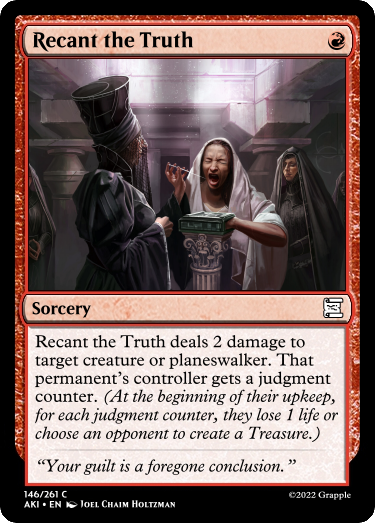 Recant the Truth
Sorcery
Recant the Truth deals 2 damage to
target creature or planeswalker. That
permanent's controller gets a judgment
counter. (At the beginning of their upkeep,
for each judgment counter, they lose 1 life or
choose an opponent to create a Treasure.)
“Your guilt is a foregone conclusion.”
146/261 C
AKI • EN Joel Chaim Holtzman
©2022 Grapple